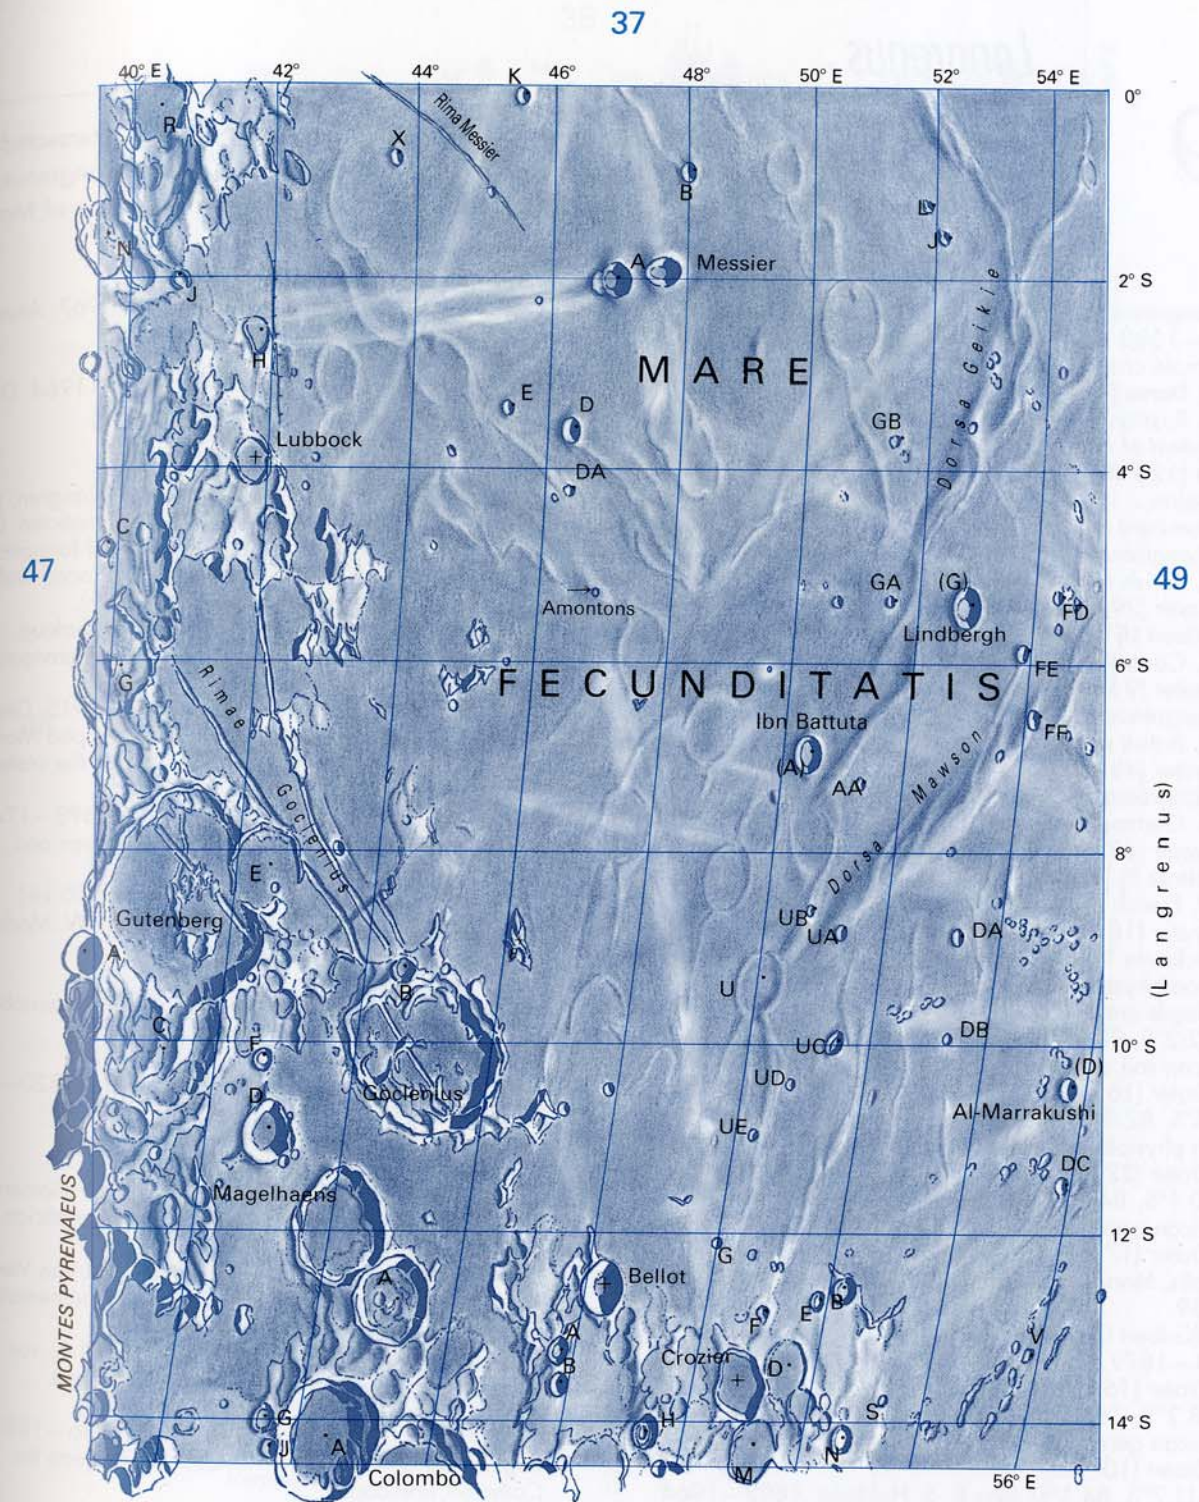 37
40° E 42° 44° 46° 48° 50° E 52° 54° E
K
0°
R
X
Rima Messier
B
L
J
N
A Messier
2° S
J
H
MARE
Dorsa Geikie
E
D
GB
Lubbock
DA
4° S
C
47
49
GA
(G)
Amontons
FD
Lindbergh
FE
6° S
G
Rimae Goclenius
FECUNDITATIS
Ibn Battuta
FF
(A)
AA
Dorsa Mawson
8°
E
Gutenberg
UB
UA
DA
A
(Langrenus)
B
U
C
F
DB
UC
10° S
(D)
D
Goclenius
UD
Al-Marrakushi
UE
DC
Magelhaens
MONTES PYRENAEUS
12° S
G
A
Bellot
E
B
F
A
V
B
Crozier
D
G
H
S
14° S
J
A
N
Colombo
M
56° E